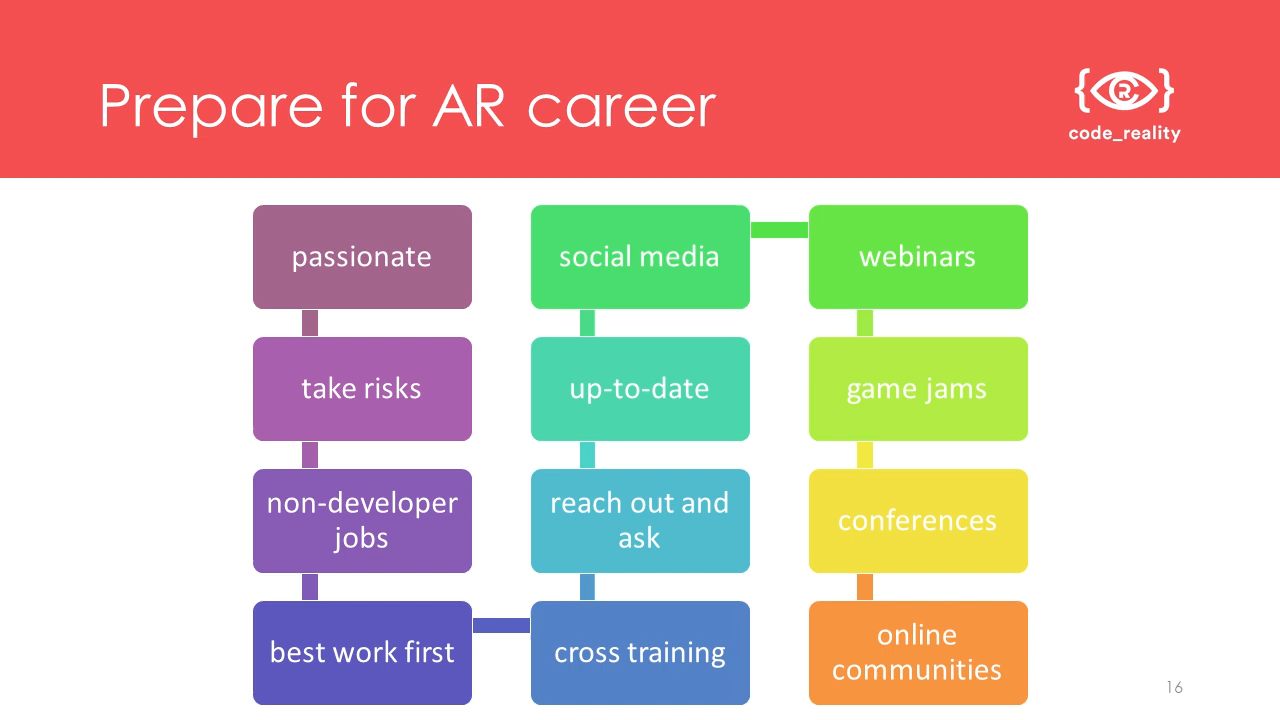 Prepare for AR career
code_reality
passionate
take risks
non-developer
jobs
best work first
cross training
reach out and
ask
up-to-date
social media
webinars
game jams
conferences
online
communities
16